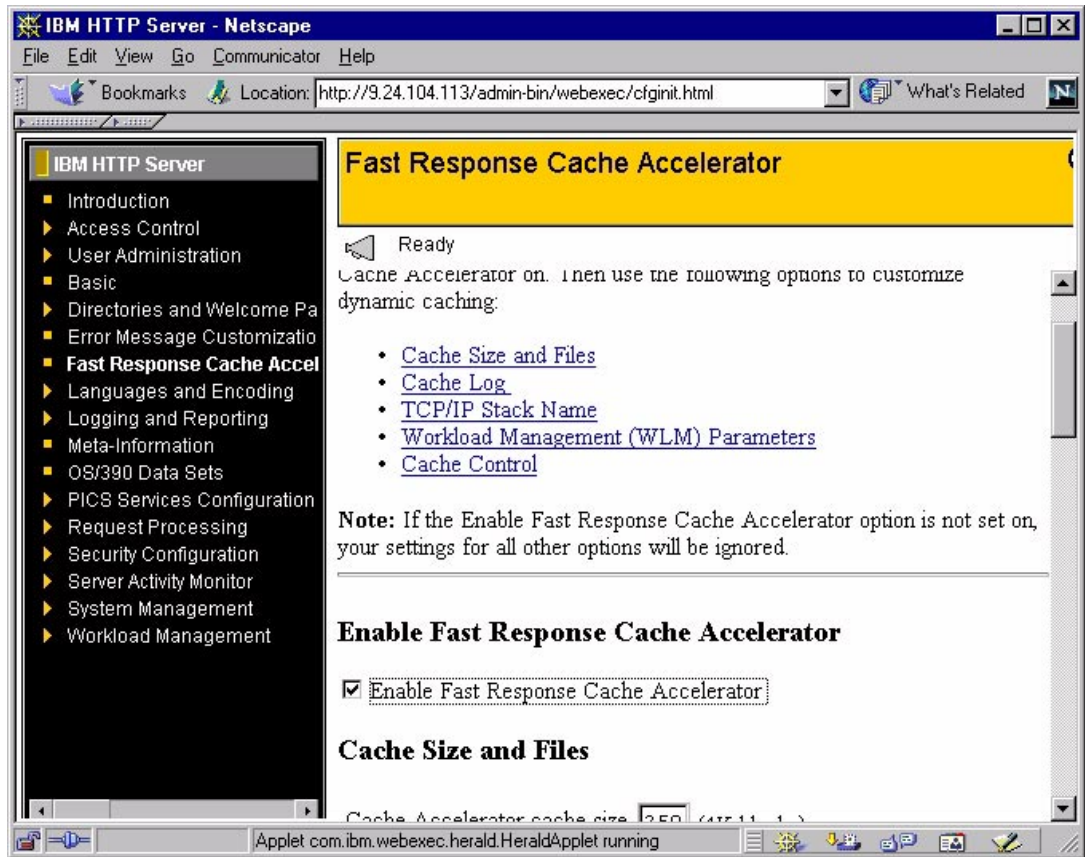 IBM HTTP Server - Netscape
File Edit View Go Communicator Help
Bookmarks Location: http://9.24.104.113/admin-bin/webexec/cfginit.html What's Related N
IBM HTTP Server
Introduction
Access Control
User Administration
Basic
Directories and Welcome Pa
Error Message Customizatio
Fast Response Cache Accel
Languages and Encoding
Logging and Reporting
Meta-Information
OS/390 Data Sets
PICS Services Configuration
Request Processing
Security Configuration
Server Activity Monitor
System Management
Workload Management
Fast Response Cache Accelerator
Ready
Cache Accelerator on. Then use the following options to customize
dynamic caching:
• Cache Size and Files
• Cache Log
• TCP/IP Stack Name
• Workload Management (WLM) Parameters
• Cache Control
Note: If the Enable Fast Response Cache Accelerator option is not set on,
your settings for all other options will be ignored.
Enable Fast Response Cache Accelerator
Enable Fast Response Cache Accelerator
Cache Size and Files
Cache Accelerator cache size
Applet com.ibm.webexec.herald.HeraldApplet running